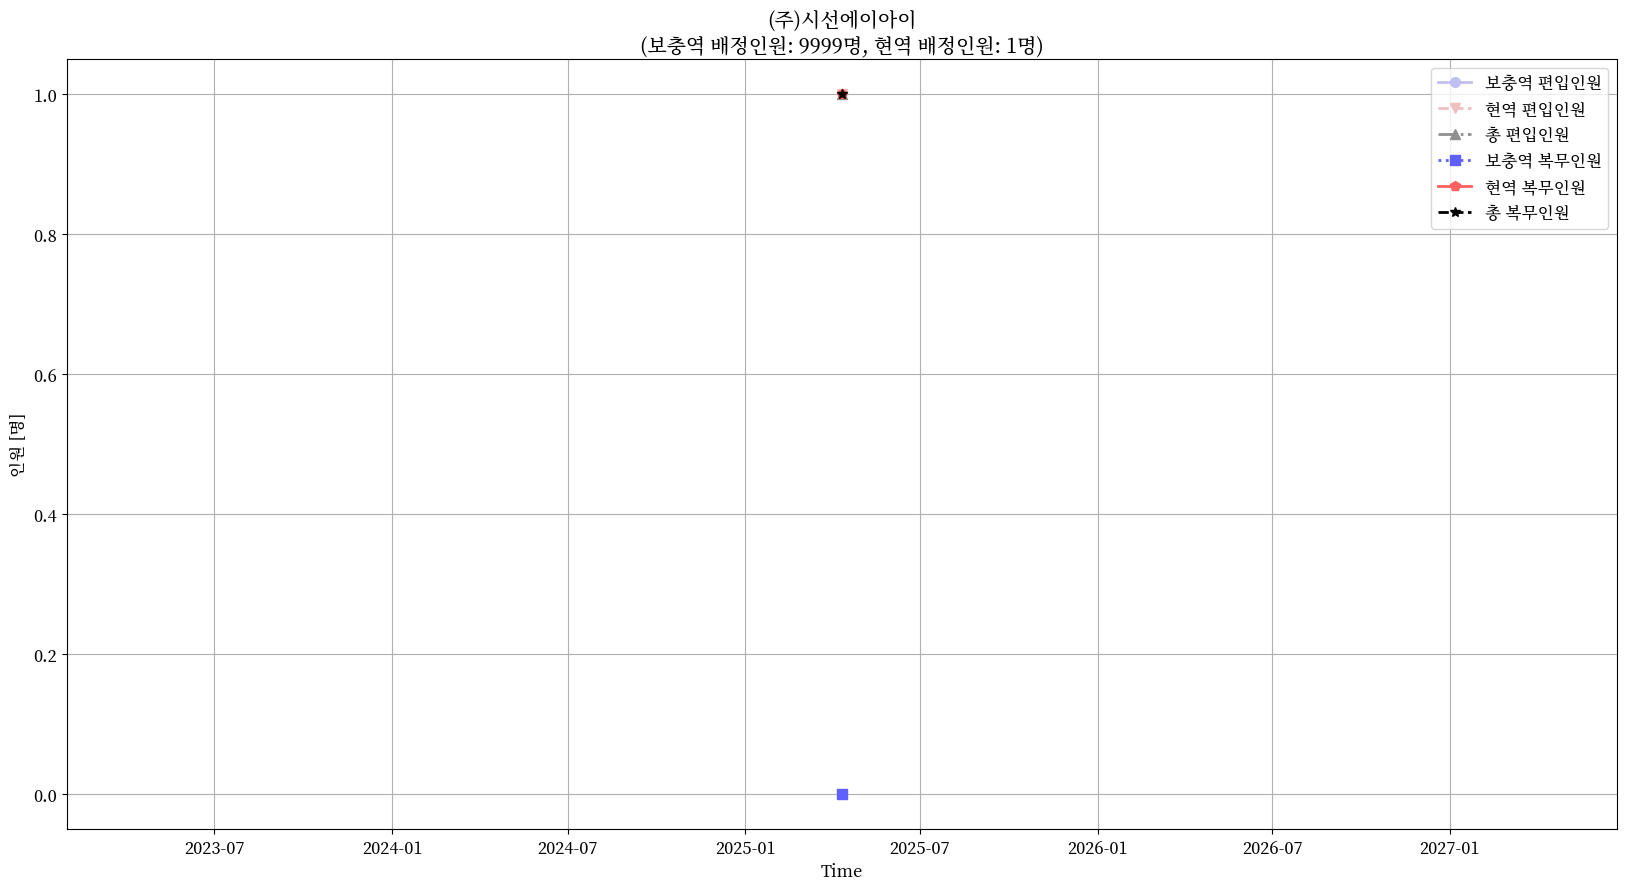 (주)시선에이아이
(보충역 배정인원: 9999명, 현역 배정인원: 1명)
보충역 편입인원
현역 편입인원
총 편입인원
보충역 복무인원
현역 복무인원
총 복무인원
인원 [명]
1.0
0.8
0.6
0.4
0.2
0.0
2023-07
2024-01
2024-07
2025-01
2025-07
2026-01
2026-07
2027-01
Time